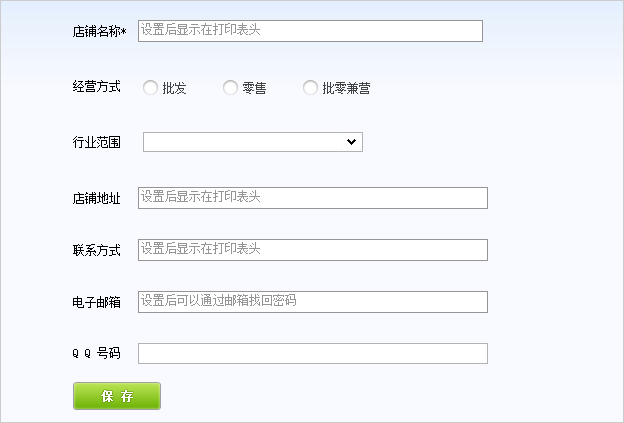 店铺名称* 设置后显示在打印表头
经营方式 批发 零售 批零兼营
行业范围
店铺地址 设置后显示在打印表头
联系方式 设置后显示在打印表头
电子邮箱 设置后可以通过邮箱找回密码
Q Q 号码
保 存